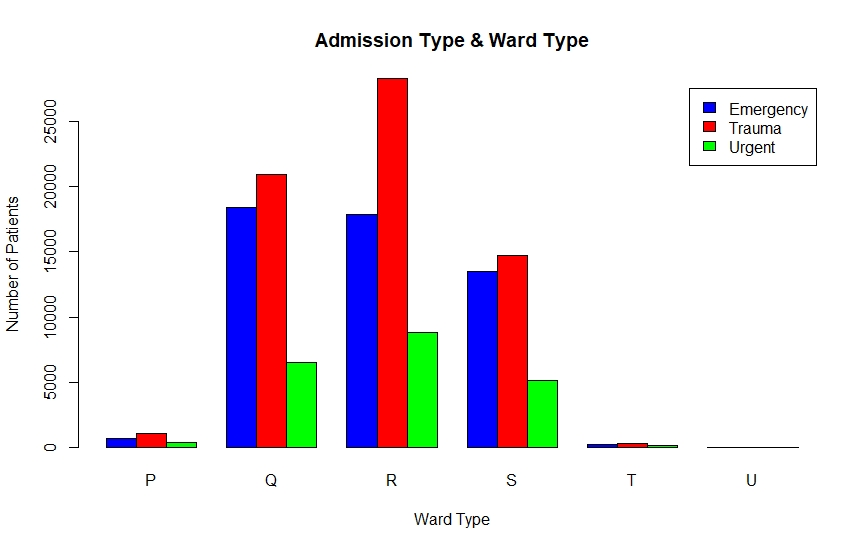 Admission Type & Ward Type
Emergency
Trauma
Urgent
Number of Patients
25000
20000
15000
10000
5000
0
P Q R S T U
Ward Type